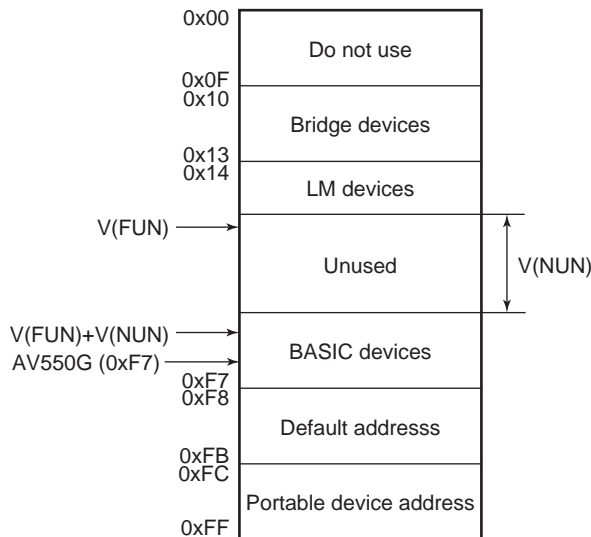 0x00
Do not use
0x0F
0x10
Bridge devices
0x13
0x14
LM devices
V(FUN)
Unused
V(NUN)
V(FUN)+V(NUN)
BASIC devices
AV550G (0xF7)
0xF7
0xF8
Default addresss
0xFB
0xFC
Portable device address
0xFF